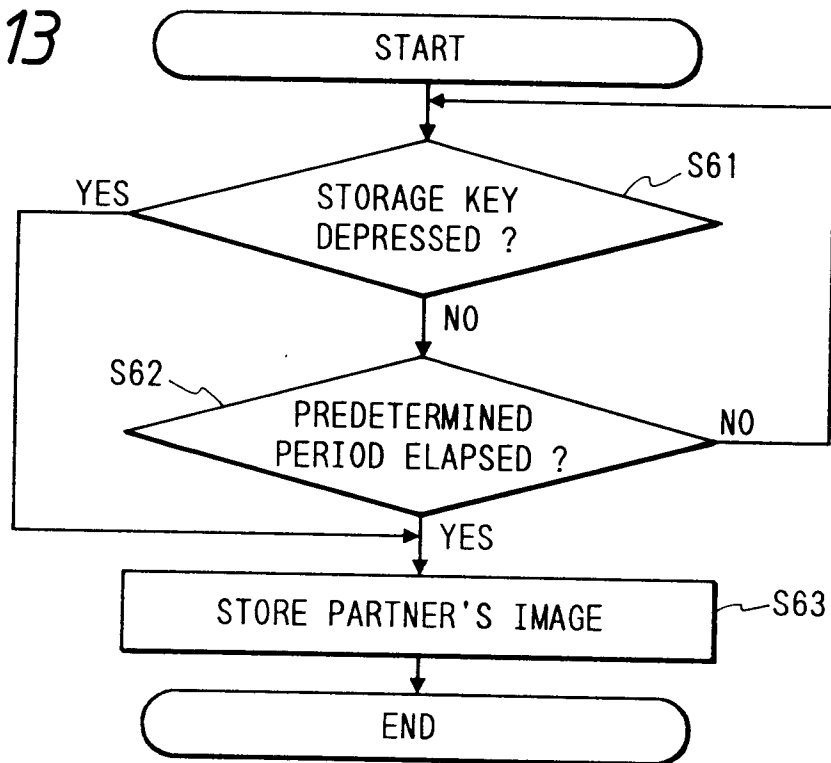 13
START
S61
YES
STORAGE KEY
DEPRESSED ?
NO
S62
PREDETERMINED
PERIOD ELAPSED ?
NO
YES
STORE PARTNER'S IMAGE
S63
END